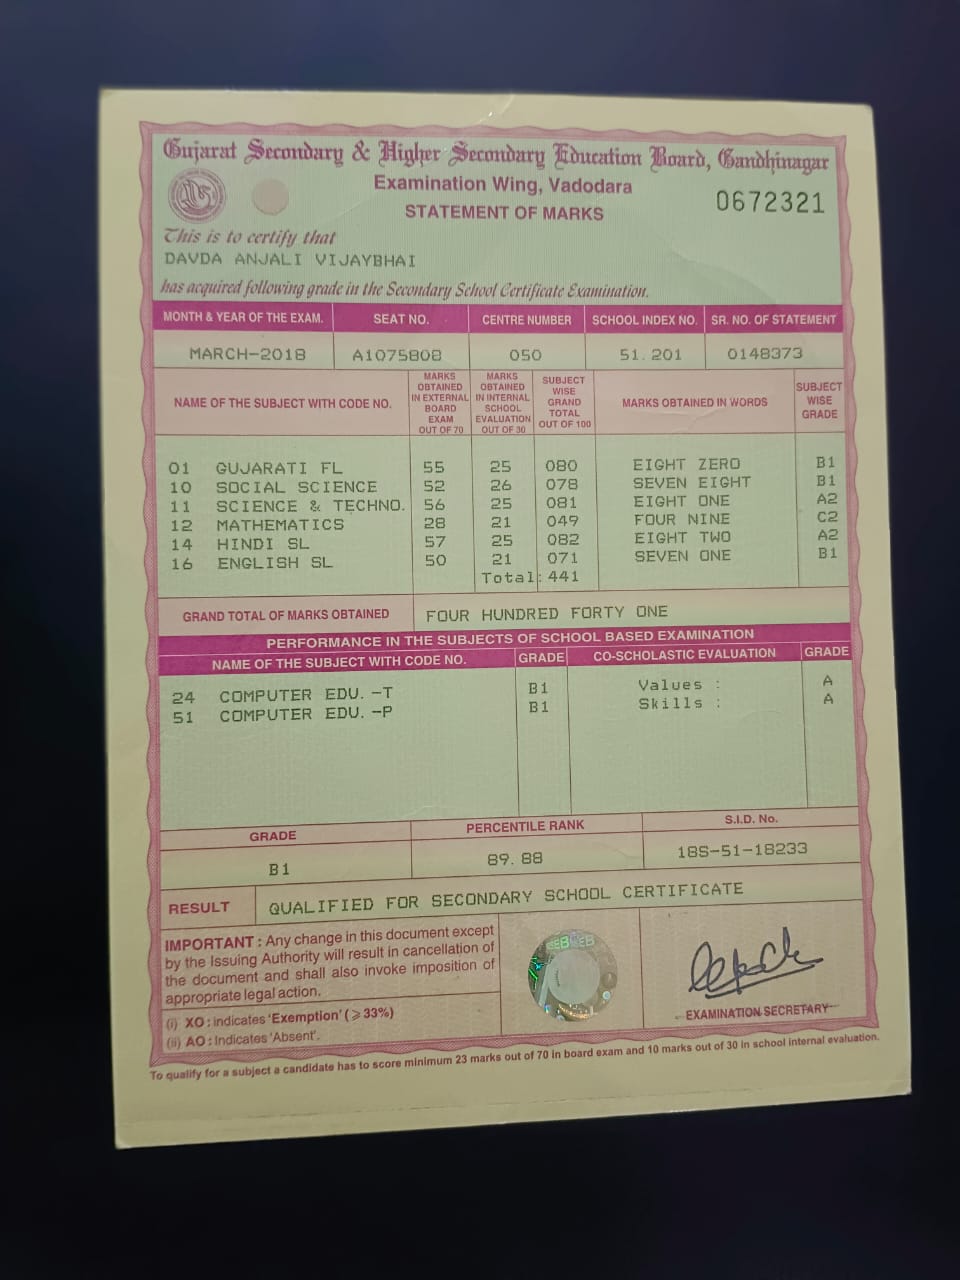 Gujarat Secondary & Higher Secondary Education Board, Gandhinagar
Examination Wing, Vadodara
STATEMENT OF MARKS
0672321
This is to certify that
DAVDA ANJALI VIJAYBHAI
has acquired following grade in the Secondary School Certificate Examination.
MONTH & YEAR OF THE EXAM. SEAT NO. CENTRE NUMBER SCHOOL INDEX NO. SR. NO. OF STATEMENT
MARCH-2018 A1075808 050 51. 201 0148373
NAME OF THE SUBJECT WITH CODE NO. MARKS OBTAINED IN EXTERNAL BOARD EXAM OUT OF 70 MARKS OBTAINED IN INTERNAL SCHOOL EVALUATION OUT OF 30 SUBJECT WISE GRAND TOTAL OUT OF 100 MARKS OBTAINED IN WORDS SUBJECT WISE GRADE
01 GUJARATI FL 55 25 080 EIGHT ZERO B1
10 SOCIAL SCIENCE 52 26 078 SEVEN EIGHT B1
11 SCIENCE & TECHNO. 56 25 081 EIGHT ONE A2
12 MATHEMATICS 28 21 049 FOUR NINE C2
14 HINDI SL 57 25 082 EIGHT TWO A2
16 ENGLISH SL 50 21 071 SEVEN ONE B1
Total: 441
GRAND TOTAL OF MARKS OBTAINED FOUR HUNDRED FORTY ONE
PERFORMANCE IN THE SUBJECTS OF SCHOOL BASED EXAMINATION
NAME OF THE SUBJECT WITH CODE NO. GRADE CO-SCHOLASTIC EVALUATION GRADE
24 COMPUTER EDU. -T B1 Values : A
51 COMPUTER EDU. -P B1 Skills : A
GRADE PERCENTILE RANK S.I.D. No.
B1 89. 88 18S-51-18233
RESULT QUALIFIED FOR SECONDARY SCHOOL CERTIFICATE
IMPORTANT : Any change in this document except
by the Issuing Authority will result in cancellation of
the document and shall also invoke imposition of
appropriate legal action.
(i) XO : indicates 'Exemption' (⩾ 33%)
(ii) AO : Indicates 'Absent'.
EXAMINATION SECRETARY
To qualify for a subject a candidate has to score minimum 23 marks out of 70 in board exam and 10 marks out of 30 in school internal evaluation.